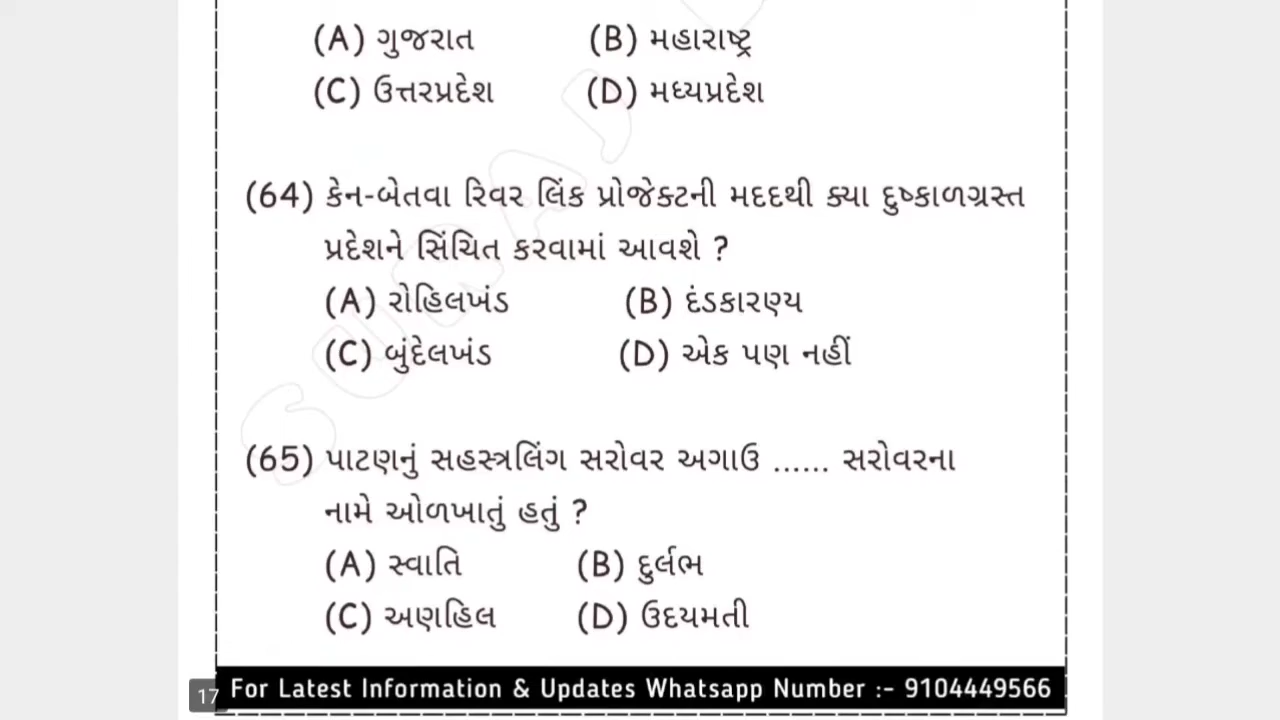 (A) ગુજરાત (B) મહારાષ્ટ્ર
(C) ઉત્તરપ્રદેશ (D) મધ્યપ્રદેશ
(64) કેન-બેતવા રિવર લિંક પ્રોજેક્ટની મદદથી ક્યા દુષ્કાળગ્રસ્ત
પ્રદેશને સિંચિત કરવામાં આવશે ?
(A) રોહિલખંડ (B) દંડકારણ્ય
(C) બુંદેલખંડ (D) એક પણ નહીં
(65) પાટણનું સહસ્ત્રલિંગ સરોવર અગાઉ ...... સરોવરના
નામે ઓળખાતું હતું ?
(A) સ્વાતિ (B) દુર્લભ
(C) અણહિલ (D) ઉદયમતી
17 For Latest Information & Updates Whatsapp Number :- 9104449566